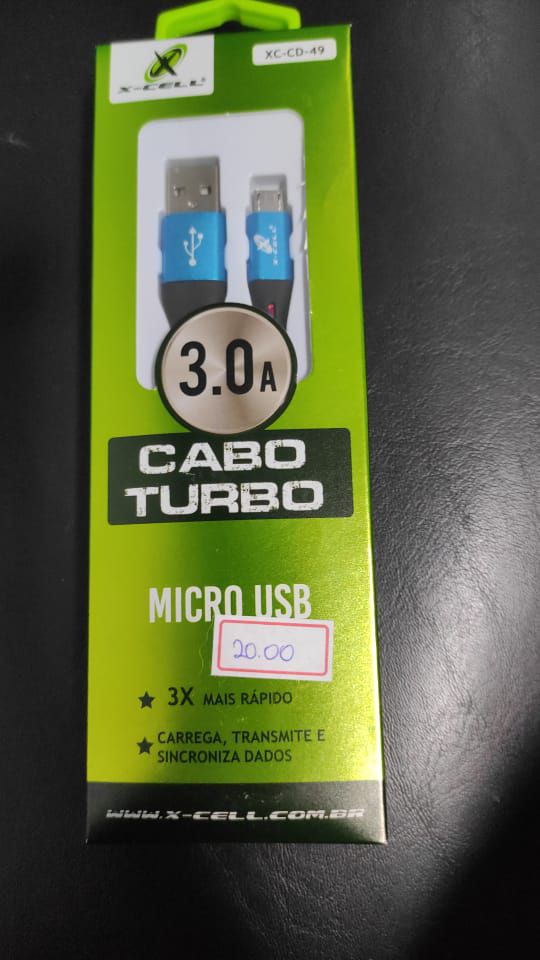 X-CELL
XC-CD-49
X-CELL
3.0A
CABO
TURBO
MICRO USB
20.00
3X MAIS RÁPIDO
CARREGA, TRANSMITE E
SINCRONIZA DADOS
WWW.X-CELL.COM.BR